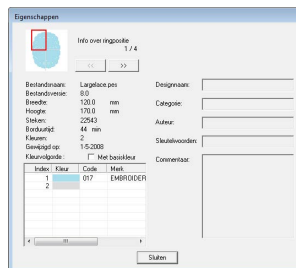 Eigenschappen
Info over ringpositie
1 / 4
<< >>
Bestandsnaam: Largelace.pes
Bestandsversie: 8.0
Breedte: 120.0 mm
Hoogte: 170.0 mm
Steken: 22543
Borduurtijd: 44 min
Kleuren: 2
Gewijzigd op: 1-5-2008
Kleurvolgorde: Met basiskleur
Index Kleur Code Merk
1 017 EMBROIDER
2
Designnaam:
Categorie:
Auteur:
Sleutelwoorden:
Commentaar:
Sluiten